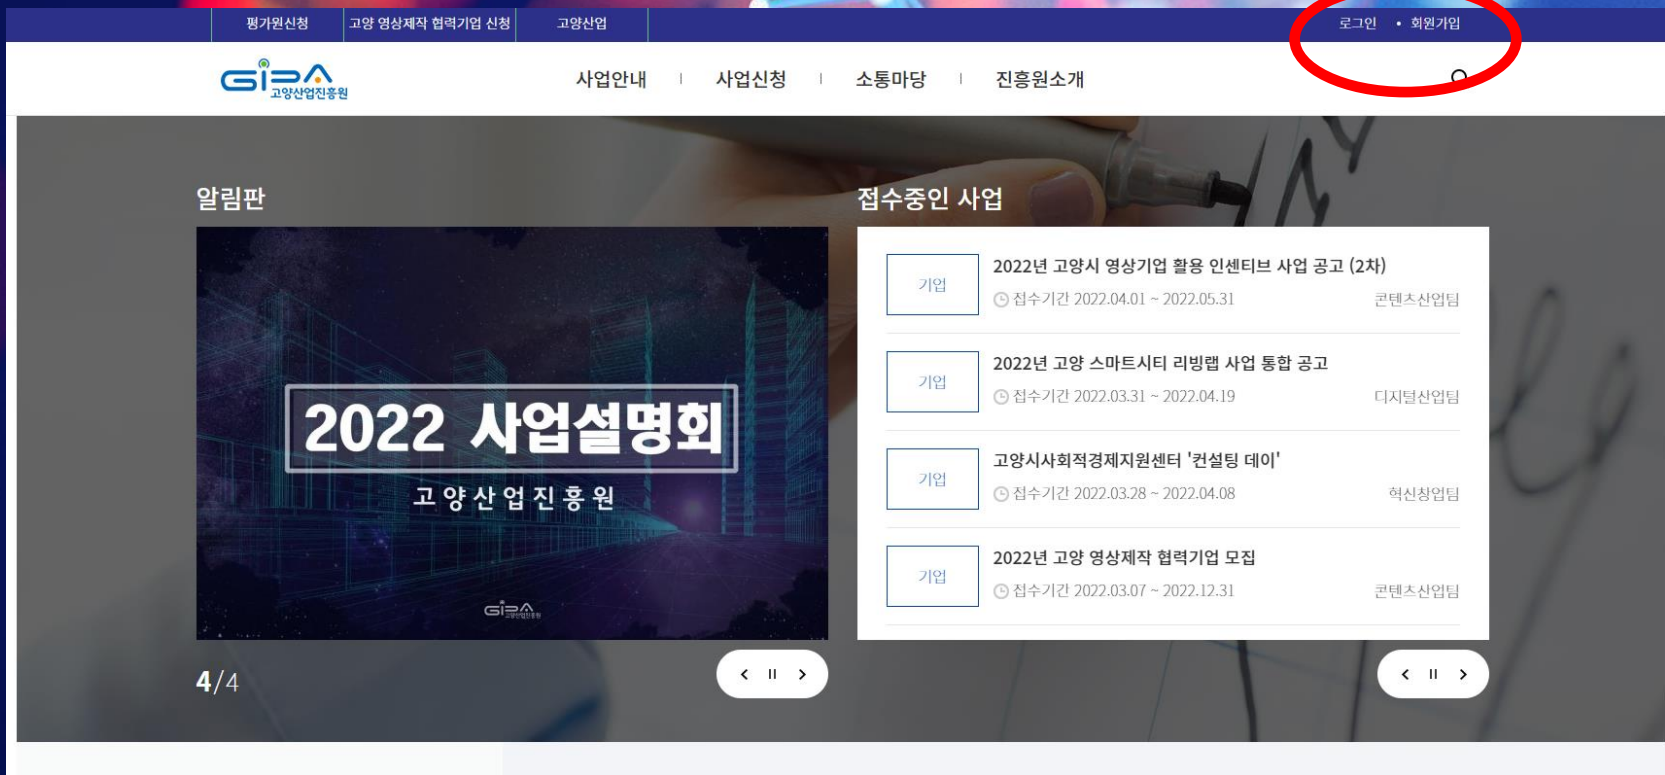 평가원신청 고양 영상제작 협력기업 신청 고양산업 로그인 • 회원가입
GIPA 고양산업진흥원
사업안내 사업신청 소통마당 진흥원소개
알림판
2022 사업설명회
고양산업진흥원
GIPA 고양산업진흥원
4/4
접수중인 사업
기업
2022년 고양시 영상기업 활용 인센티브 사업 공고 (2차)
접수기간 2022.04.01 ~ 2022.05.31 콘텐츠산업팀
기업
2022년 고양 스마트시티 리빙랩 사업 통합 공고
접수기간 2022.03.31 ~ 2022.04.19 디지털산업팀
기업
고양시사회적경제지원센터 '컨설팅 데이'
접수기간 2022.03.28 ~ 2022.04.08 혁신창업팀
기업
2022년 고양 영상제작 협력기업 모집
접수기간 2022.03.07 ~ 2022.12.31 콘텐츠산업팀